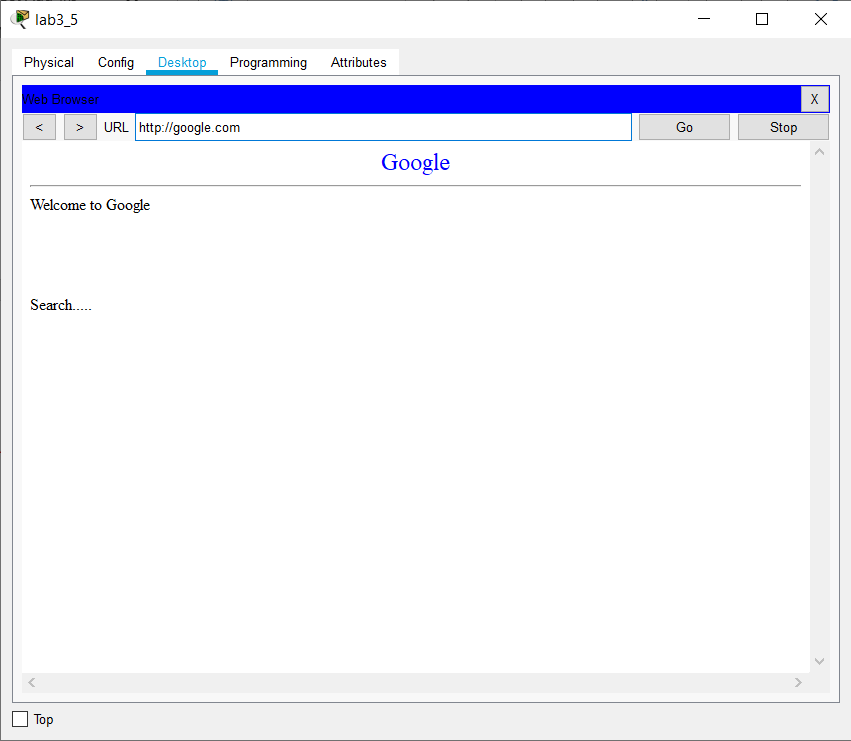 lab3_5
Physical Config Desktop Programming Attributes
Web Browser X
< > URL http://google.com Go Stop
Google
Welcome to Google
Search.....
Top